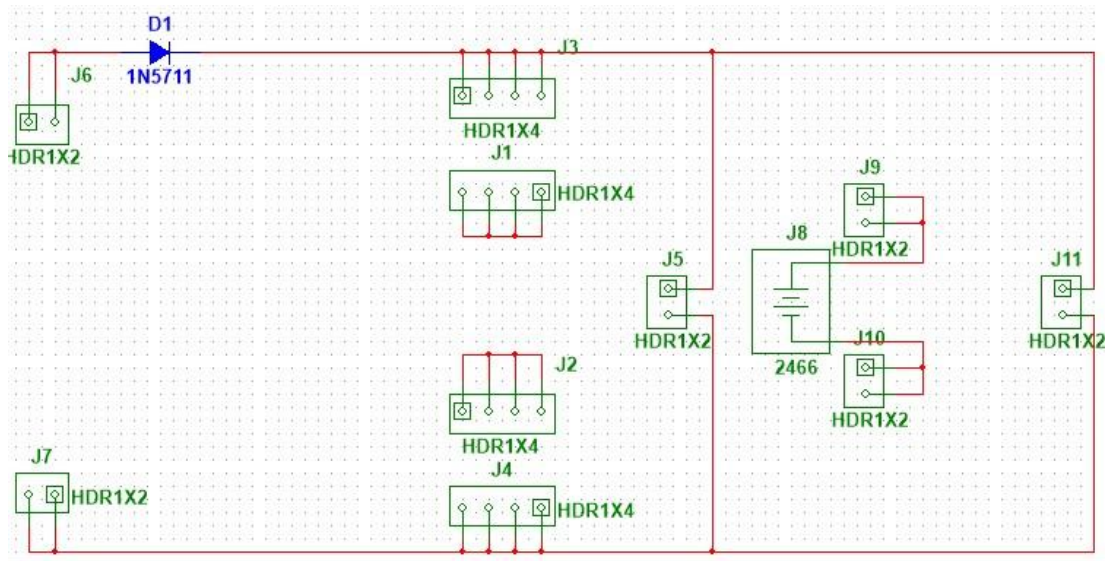 D1
J3
J6
1N5711
HDR1X4
HDR1X2
J1
HDR1X4
J9
J8
HDR1X2
J5
J11
HDR1X2
HDR1X2
J10
J2
2466
HDR1X2
HDR1X4
J7
J4
HDR1X2
HDR1X4